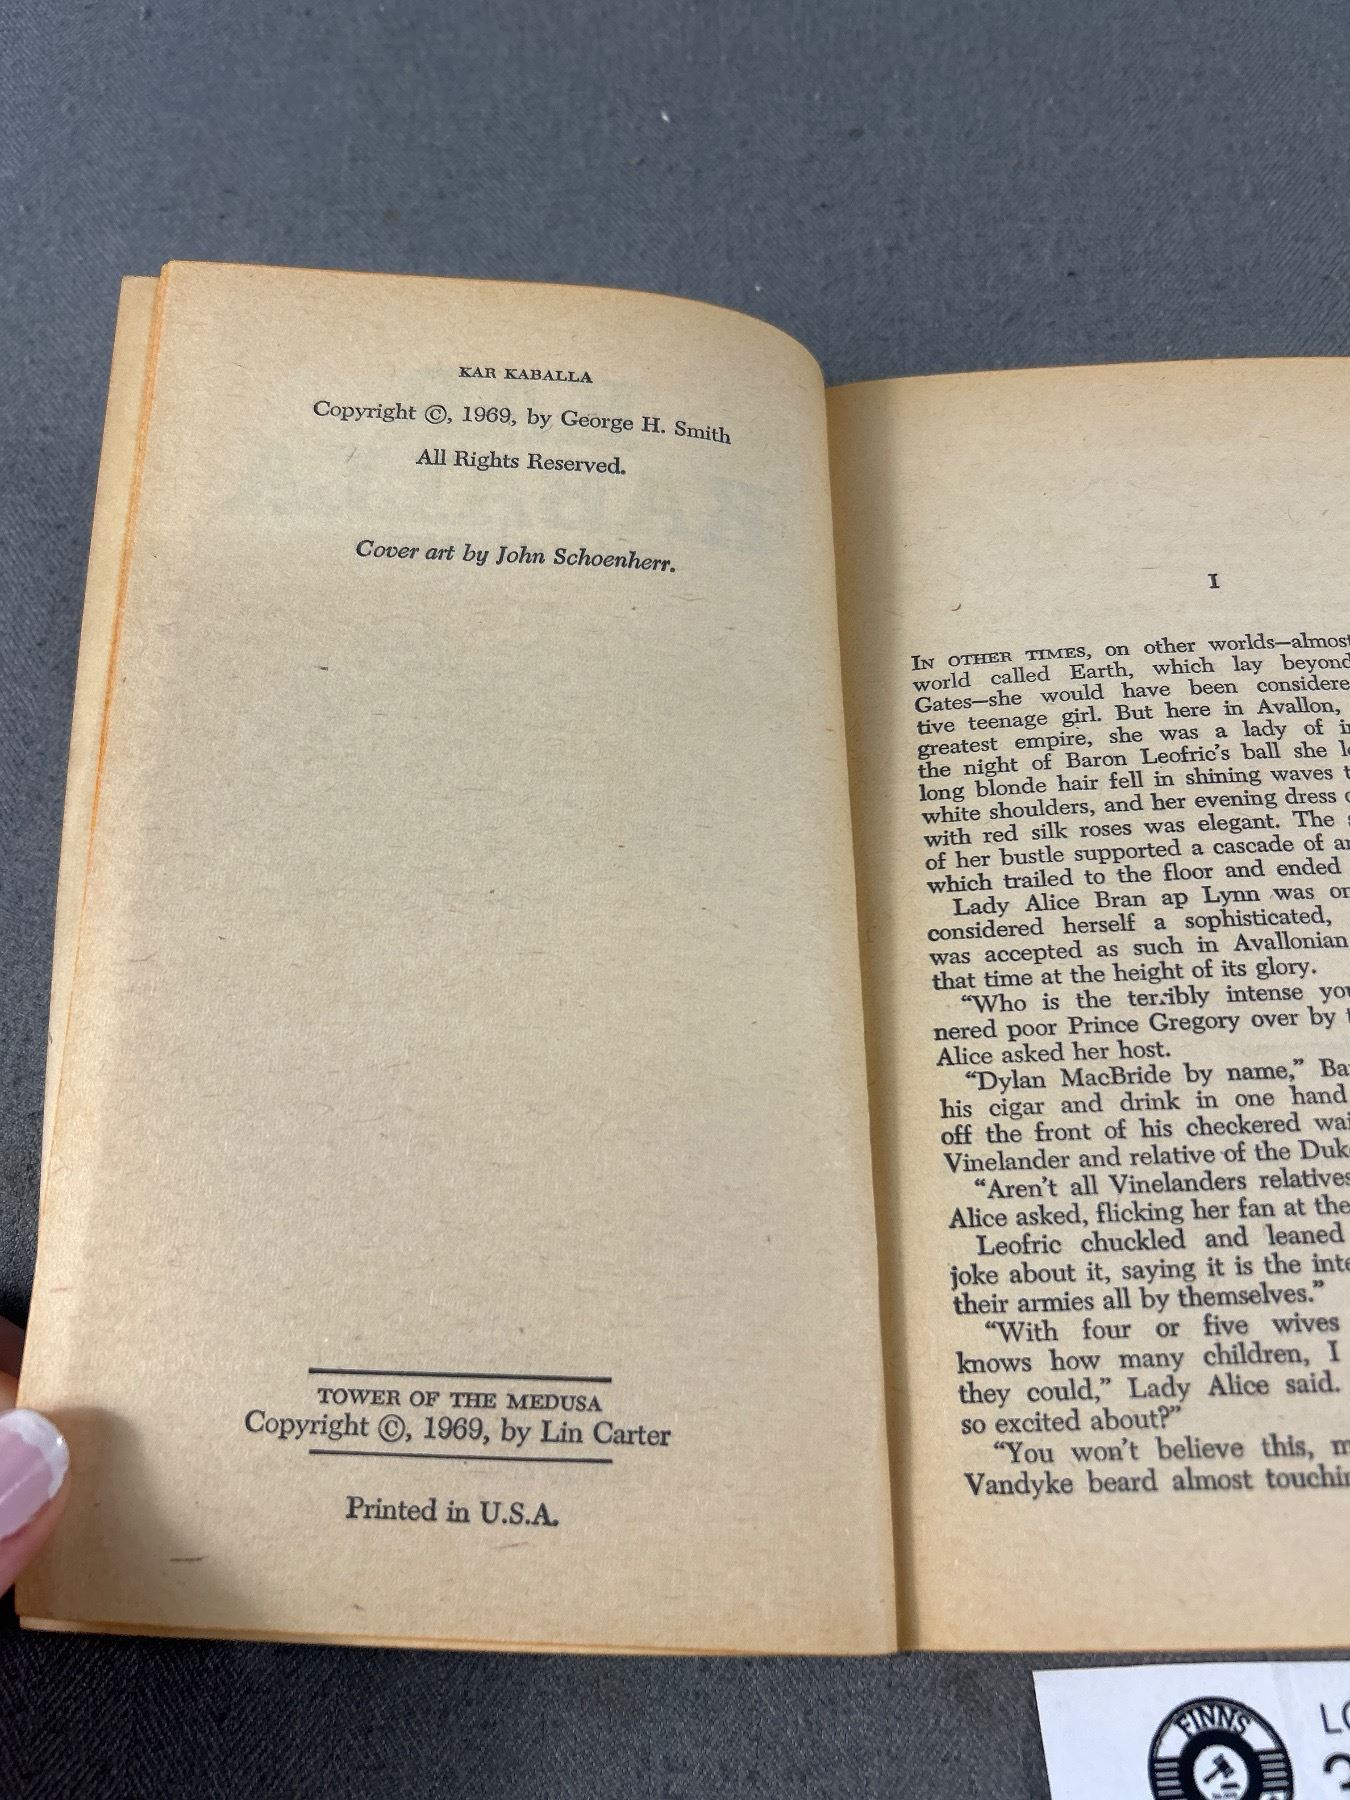 KAR KABALLA
Copyright ©, 1969, by George H. Smith
All Rights Reserved.
Cover art by John Schoenherr.
TOWER OF THE MEDUSA
Copyright ©, 1969, by Lin Carter
Printed in U.S.A.
I
IN OTHER TIMES, on other worlds—almost
world called Earth, which lay beyond
Gates—she would have been considere
tive teenage girl. But here in Avallon,
greatest empire, she was a lady of
the night of Baron Leofric's ball she
long blonde hair fell in shining waves
white shoulders, and her evening dress
with red silk roses was elegant. The
of her bustle supported a cascade of
which trailed to the floor and ended
Lady Alice Bran ap Lynn was
considered herself a sophisticated,
was accepted as such in Avallonian
that time at the height of its glory.
“Who is the terribly intense
nered poor Prince Gregory over by
Alice asked her host.
“Dylan MacBride by name,”
his cigar and drink in one hand
off the front of his checkered
Vinelander and relative of the Duk
“Aren't all Vinelanders relatives
Alice asked, flicking her fan at the
Leofric chuckled and leaned
joke about it, saying it is the
their armies all by themselves.”
“With four or five wives
knows how many children, I
they could,” Lady Alice said.
so excited about?”
“You won't believe this,
Vandyke beard almost touchin
FINNS
LO